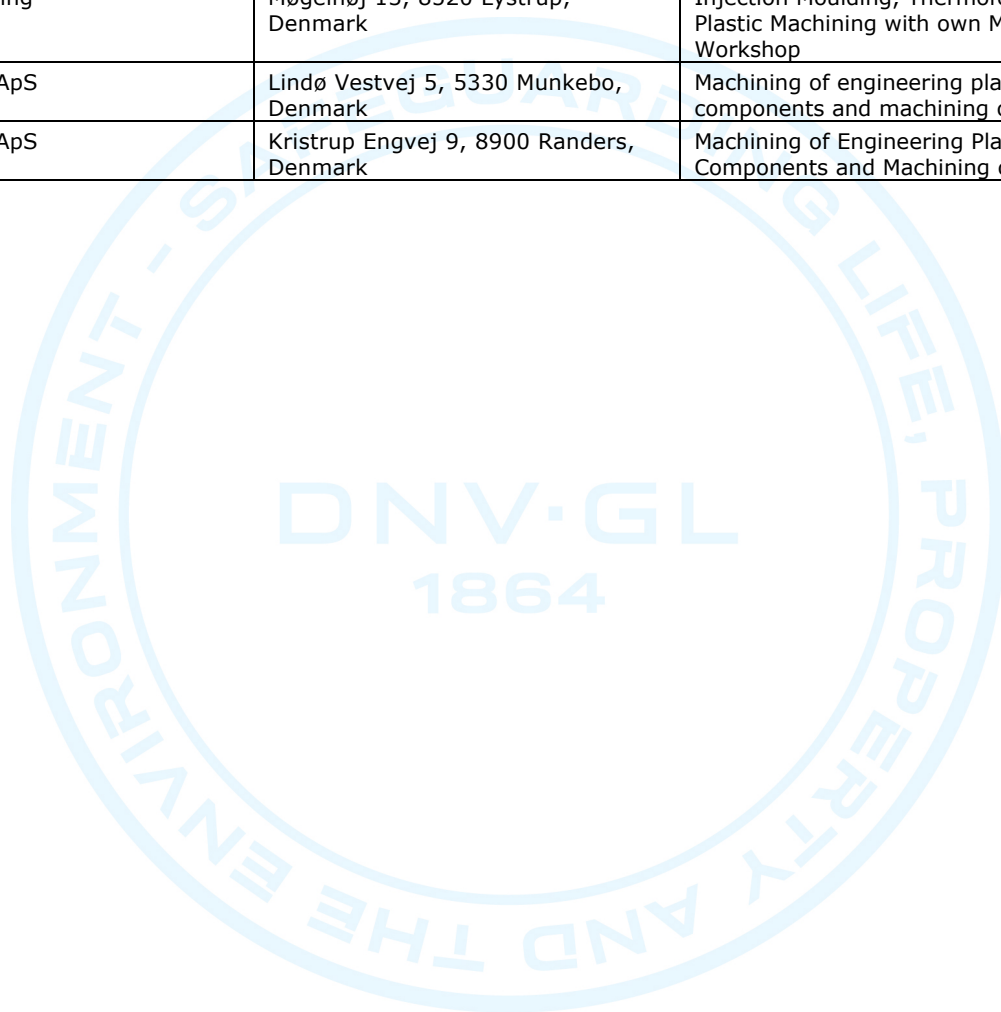 Møgelhøj 15, 8520 Lystrup,
Denmark
Injection Moulding,
Plastic Machining with own
Workshop
ApS
Lindø Vestvej 5, 5330 Munkebo,
Denmark
Machining of engineering
components and machining
ApS
Kristrup Engvej 9, 8900 Randers,
Denmark
Machining of Engineering
Components and Machining
SAFEGUARDING LIFE, PROPERTY AND THE ENVIRONMENT -
DNV·GL
1864